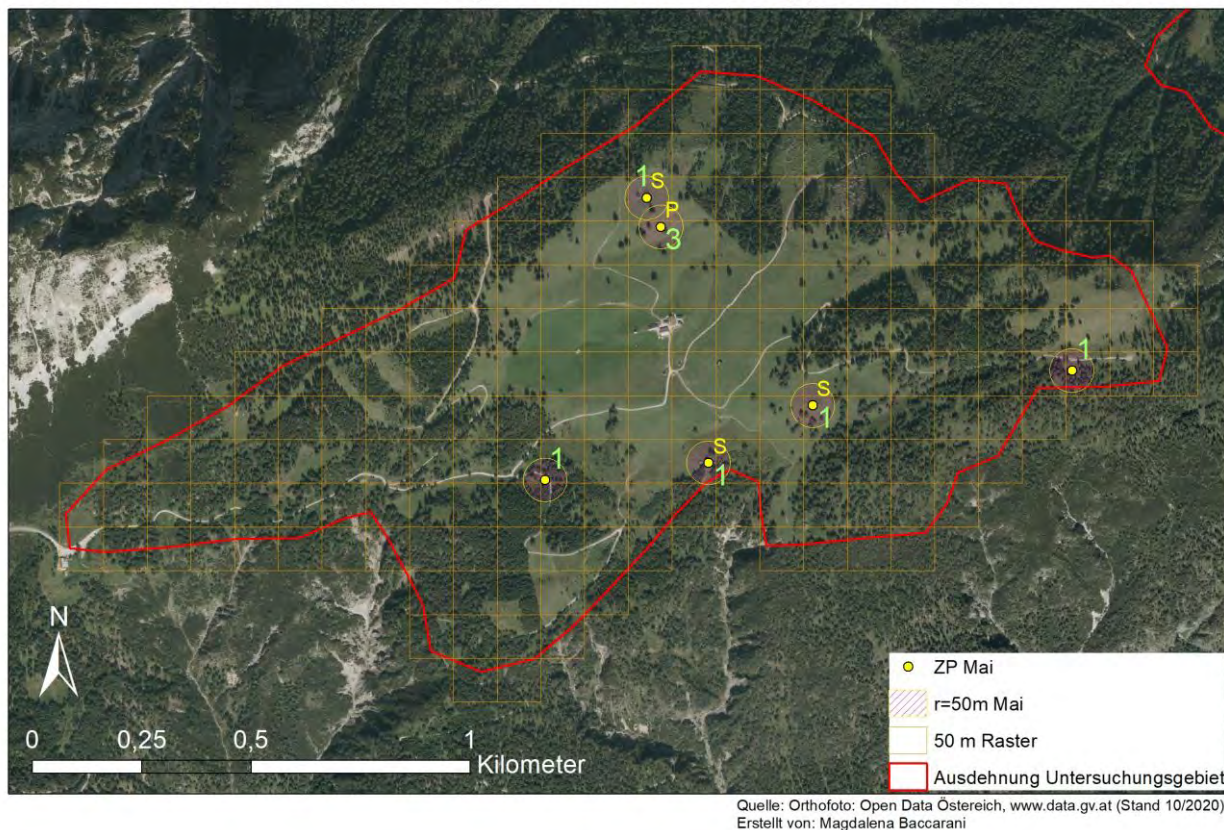 1 S
P
3
1
S
1
S
1
1
N
ZP Mai
r=50m Mai
50 m Raster
Ausdehnung Untersuchungsgebiet
0 0,25 0,5 1
Kilometer
Quelle: Orthofoto: Open Data Östereich, www.data.gv.at (Stand 10/2020)
Erstellt von: Magdalena Baccarani